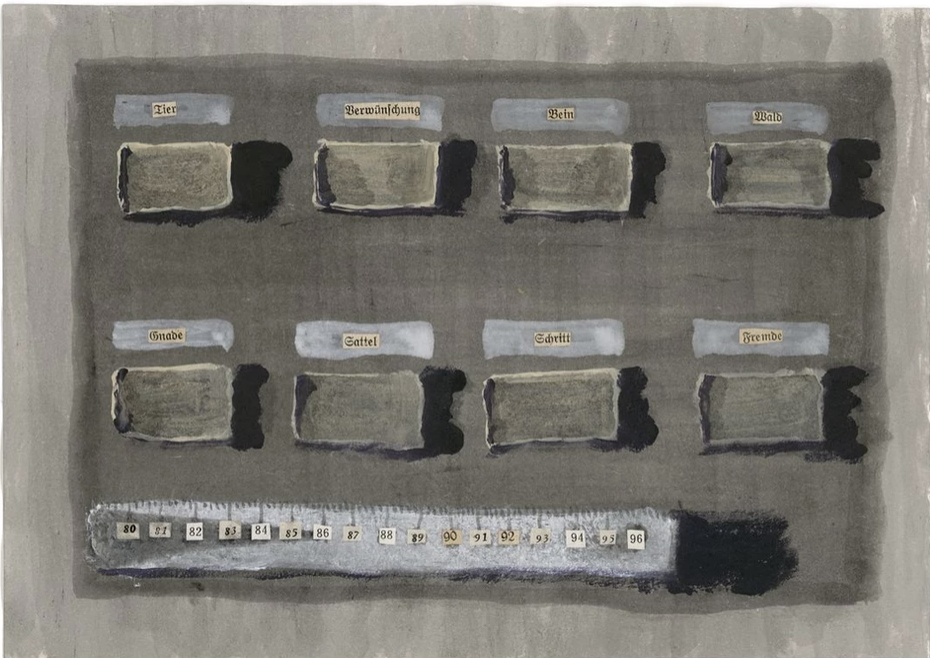 Tier Verwünschung Bein Wald
Gnade Sattel Schritt Fremde
80 81 82 83 84 85 86 87 88 89 90 91 92 93 94 95 96